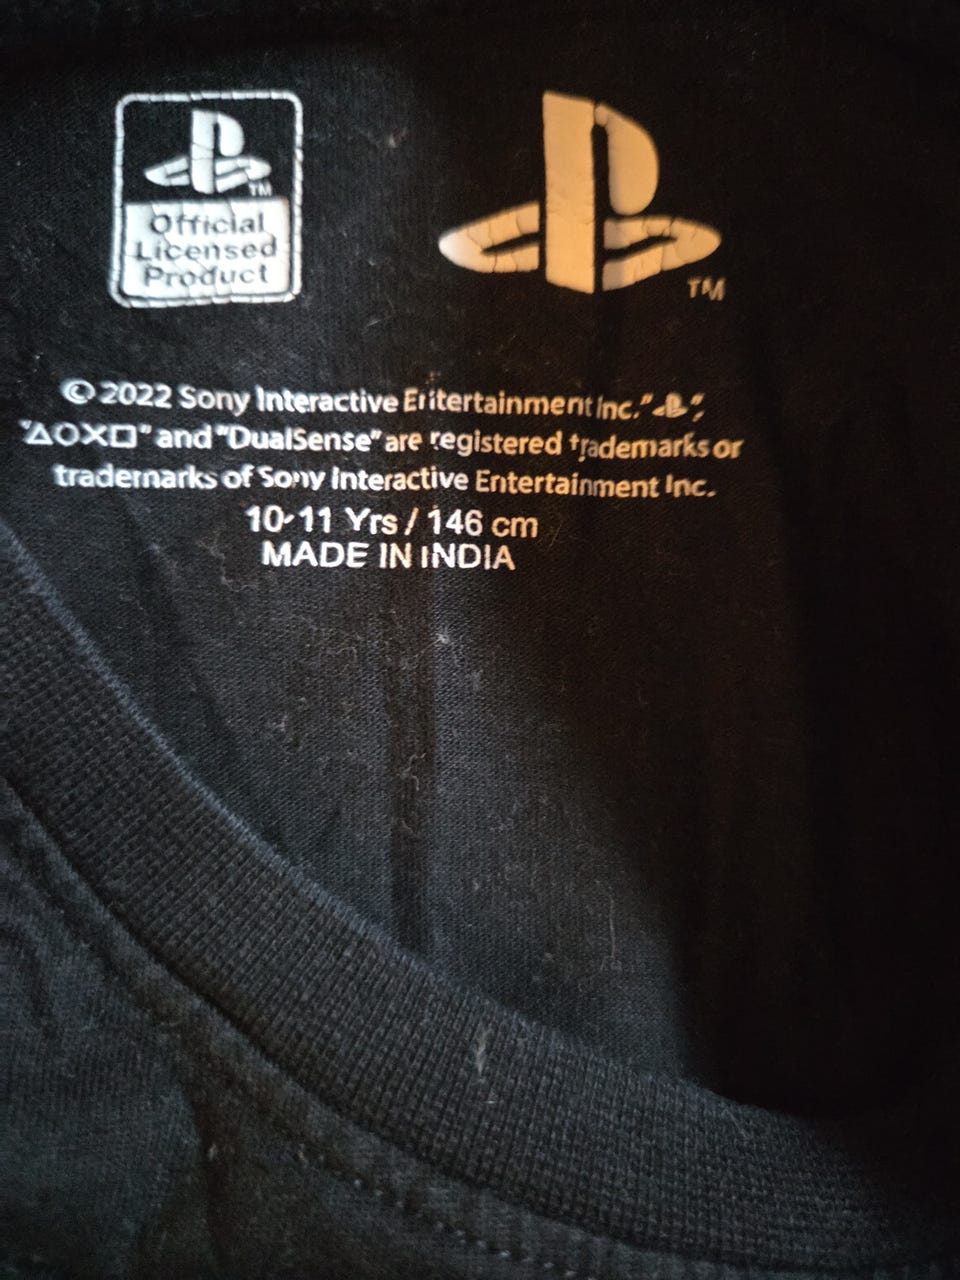 TM
Official
Licensed
Product
TM
© 2022 Sony Interactive Entertainment Inc. " ",
"△○✕□" and "DualSense" are registered trademarks or
trademarks of Sony Interactive Entertainment Inc.
10-11 Yrs / 146 cm
MADE IN INDIA